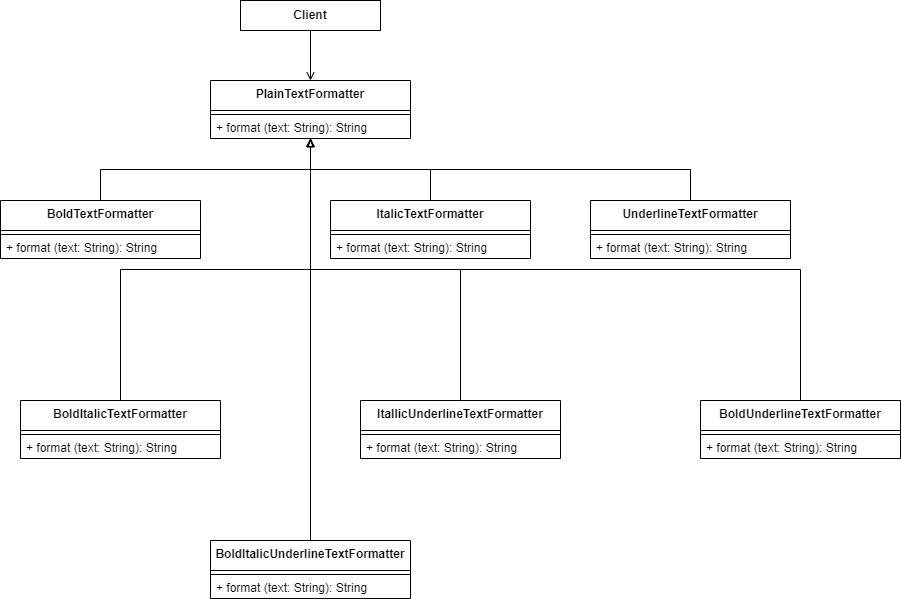 Client
PlainTextFormatter
+ format (text: String): String
BoldTextFormatter
+ format (text: String): String
ItalicTextFormatter
+ format (text: String): String
UnderlineTextFormatter
+ format (text: String): String
BoldItalicTextFormatter
+ format (text: String): String
ItallicUnderlineTextFormatter
+ format (text: String): String
BoldUnderlineTextFormatter
+ format (text: String): String
BoldItalicUnderlineTextFormatter
+ format (text: String): String